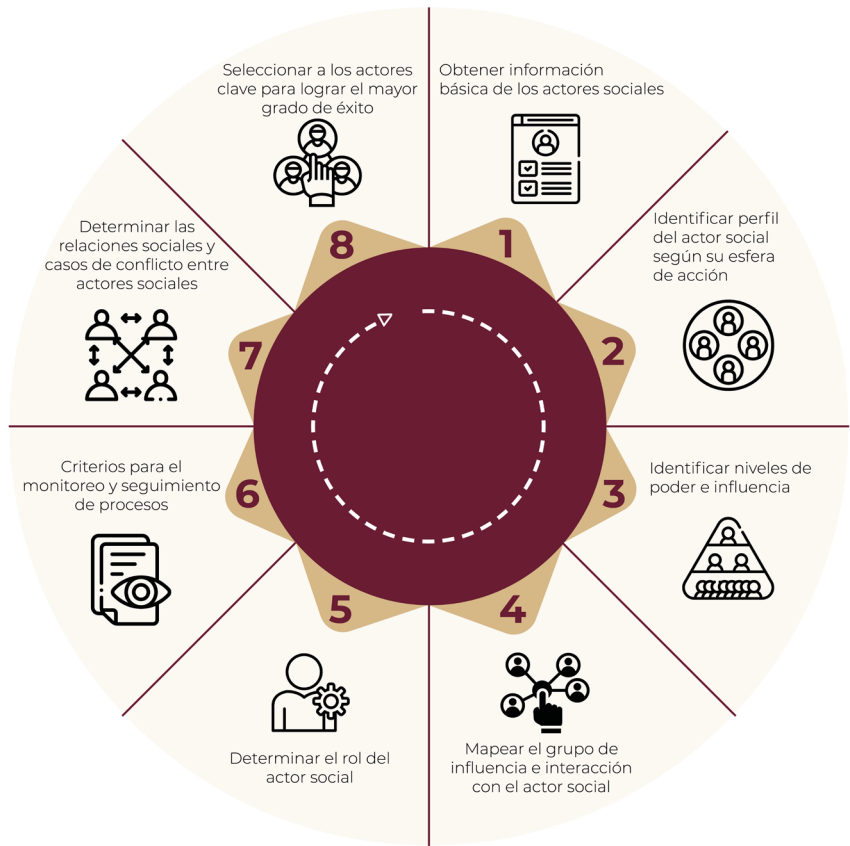 Obtener información
básica de los actores sociales
1
Identificar perfil
del actor social
según su esfera
de acción
2
Identificar niveles de
poder e influencia
3
Mapear el grupo de
influencia e interacción
con el actor social
4
Determinar el rol del
actor social
5
Criterios para el
monitoreo y seguimiento
de procesos
6
Determinar las
relaciones sociales y
casos de conflicto entre
actores sociales
7
Seleccionar a los actores
clave para lograr el mayor
grado de éxito
8